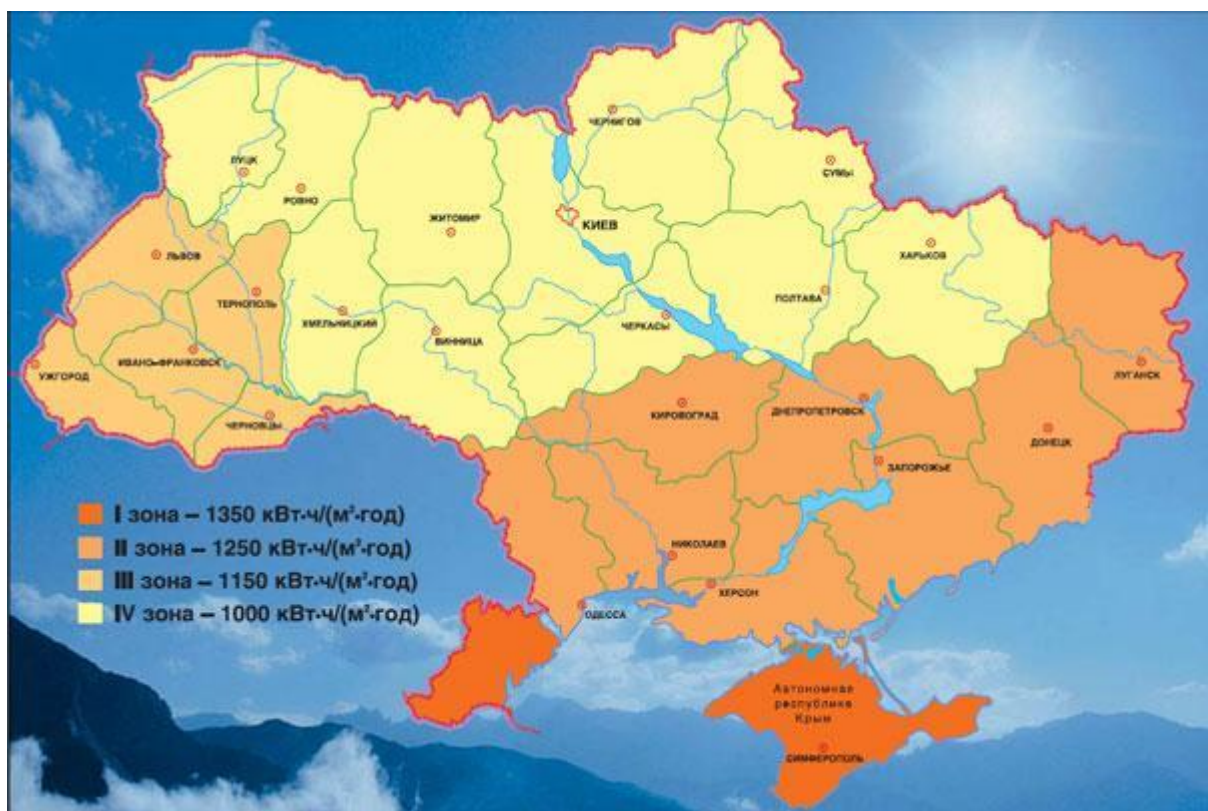 ЧЕРНИГОВ
СУМЫ
ЛУЦК
РОВНО
ЖИТОМИР
КИЕВ
ХАРЬКОВ
ЛЬВОВ
ТЕРНОПОЛЬ
ХМЕЛЬНИЦКИЙ
ВИННИЦА
ЧЕРКАСЫ
ПОЛТАВА
ИВАНО-ФРАНКОВСК
УЖГОРОД
ЛУГАНСК
ЧЕРНОВЦЫ
КИРОВОГРАД
ДНЕПРОПЕТРОВСК
ДОНЕЦК
ЗАПОРОЖЬЕ
I зона – 1350 кВт·ч/(м²·год)
II зона – 1250 кВт·ч/(м²·год)
III зона – 1150 кВт·ч/(м²·год)
IV зона – 1000 кВт·ч/(м²·год)
НИКОЛАЕВ
ХЕРСОН
ОДЕССА
Автономная
республика
Крым
СИМФЕРОПОЛЬ